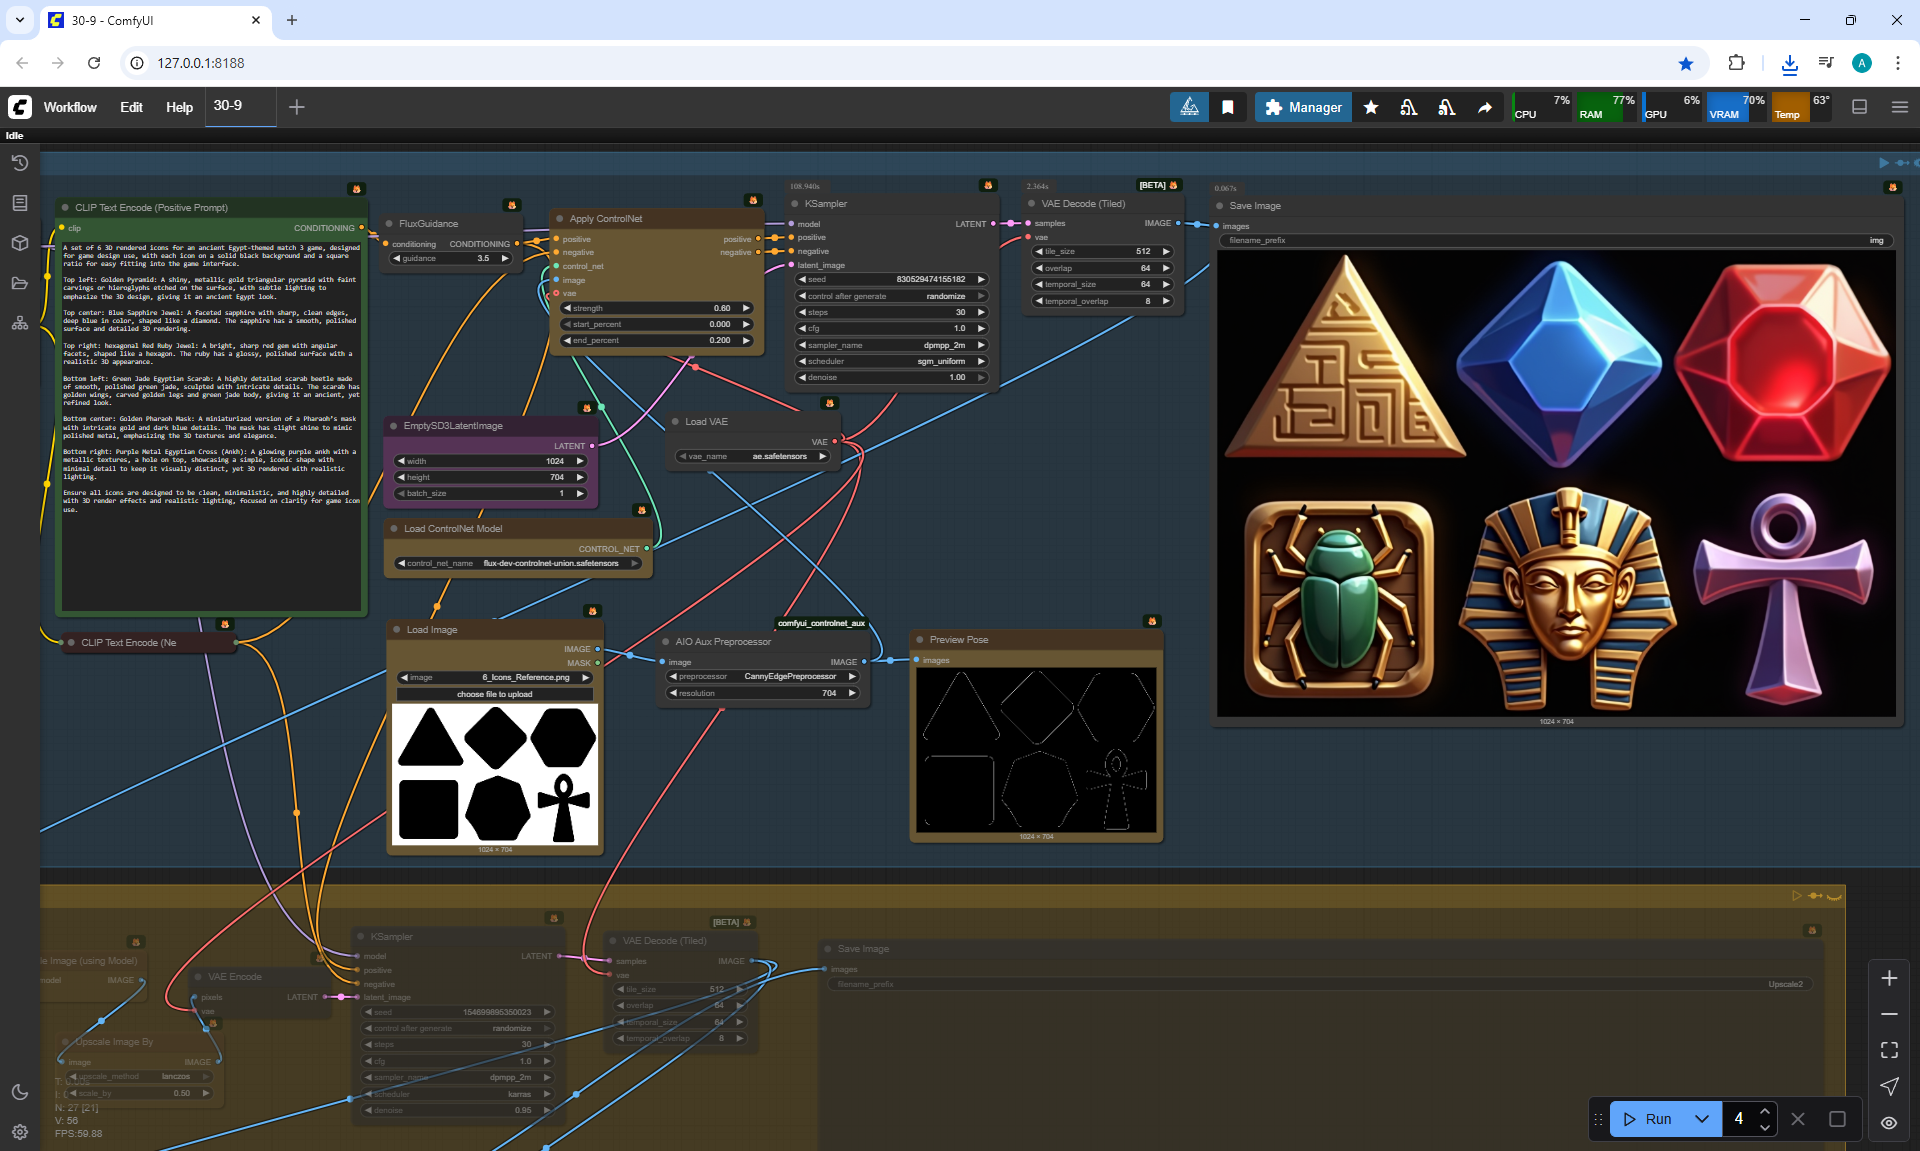 30-9 - ComfyUI
127.0.0.1:8188
A
Workflow
Edit
Help
30-9
Manager
CPU 7%
RAM 77%
GPU 6%
VRAM 70%
Temp 63°
Idle
CLIP Text Encode (Positive Prompt)
clip
CONDITIONING
A set of 6 3D rendered icons for an ancient Egypt-themed match 3 game, designed
for game design use, with each icon on a solid black background and a square
ratio for easy fitting into the game interface.
Top left: Golden Pyramid: A shiny, metallic gold triangular pyramid with faint
carvings or hieroglyphs etched on the surface, with subtle lighting to
emphasize the 3D design, giving it an ancient Egypt look.
Top center: Blue Sapphire Jewel: A faceted sapphire with sharp, clean edges,
deep blue in color, shaped like a diamond. The sapphire has a smooth, polished
surface and detailed 3D rendering.
Top right: hexagonal Red Ruby Jewel: A bright, sharp red gem with angular
facets, shaped like a hexagon. The ruby has a glossy, polished surface with a
realistic 3D appearance.
Bottom left: Green Jade Egyptian Scarab: A highly detailed scarab beetle made
of smooth, polished green jade, sculpted with intricate details. The scarab has
golden wings, carved golden legs and green jade body, giving it an ancient, yet
refined look.
Bottom center: Golden Pharaoh Mask: A miniaturized version of a Pharaoh's mask
with intricate gold and dark blue details. The mask has slight shine to mimic
polished metal, emphasizing the 3D textures and elegance.
Bottom right: Purple Metal Egyptian Cross (Ankh): A glowing purple ankh with a
metallic textures, a hole on top, showcasing a simple, iconic shape with
minimal detail to keep it visually distinct, yet 3D rendered with realistic
lighting.
Ensure all icons are designed to be clean, minimalistic, and highly detailed
with 3D render effects and realistic lighting, focused on clarity for game icon
use.
CLIP Text Encode (Ne
FluxGuidance
conditioning
CONDITIONING
guidance 3.5
Apply ControlNet
positive
positive
negative
negative
control_net
image
vae
strength 0.60
start_percent 0.000
end_percent 0.200
108.940s
KSampler
model
LATENT
positive
negative
latent_image
seed 830529474155182
control after generate randomize
steps 30
cfg 1.0
sampler_name dpmpp_2m
scheduler sgm_uniform
denoise 1.00
2.364s
[BETA]
VAE Decode (Tiled)
samples
IMAGE
vae
tile_size 512
overlap 64
temporal_size 64
temporal_overlap 8
0.067s
Save Image
images
filename_prefix img
1024 × 704
EmptySD3LatentImage
LATENT
width 1024
height 704
batch_size 1
Load VAE
VAE
vae_name ae.safetensors
Load ControlNet Model
CONTROL_NET
control_net_name flux-dev-controlnet-union.safetensors
Load Image
IMAGE
MASK
image 6_Icons_Reference.png
choose file to upload
1024 × 704
comfyui_controlnet_aux
AIO Aux Preprocessor
image
IMAGE
preprocessor CannyEdgePreprocessor
resolution 704
Preview Pose
images
1024 × 704
le Image (using Model)
model
IMAGE
VAE Encode
pixels
LATENT
vae
Upscale Image By
image
IMAGE
upscale_method lanczos
scale_by 0.50
N: 27 [21]
V: 56
FPS:59.88
KSampler
model
LATENT
positive
negative
latent_image
seed 154699895350023
control after generate randomize
steps 30
cfg 1.0
sampler_name dpmpp_2m
scheduler karras
denoise 0.95
[BETA]
VAE Decode (Tiled)
samples
IMAGE
vae
tile_size 512
overlap 64
temporal_size 64
temporal_overlap 8
Save Image
images
filename_prefix Upscale2
Run
4